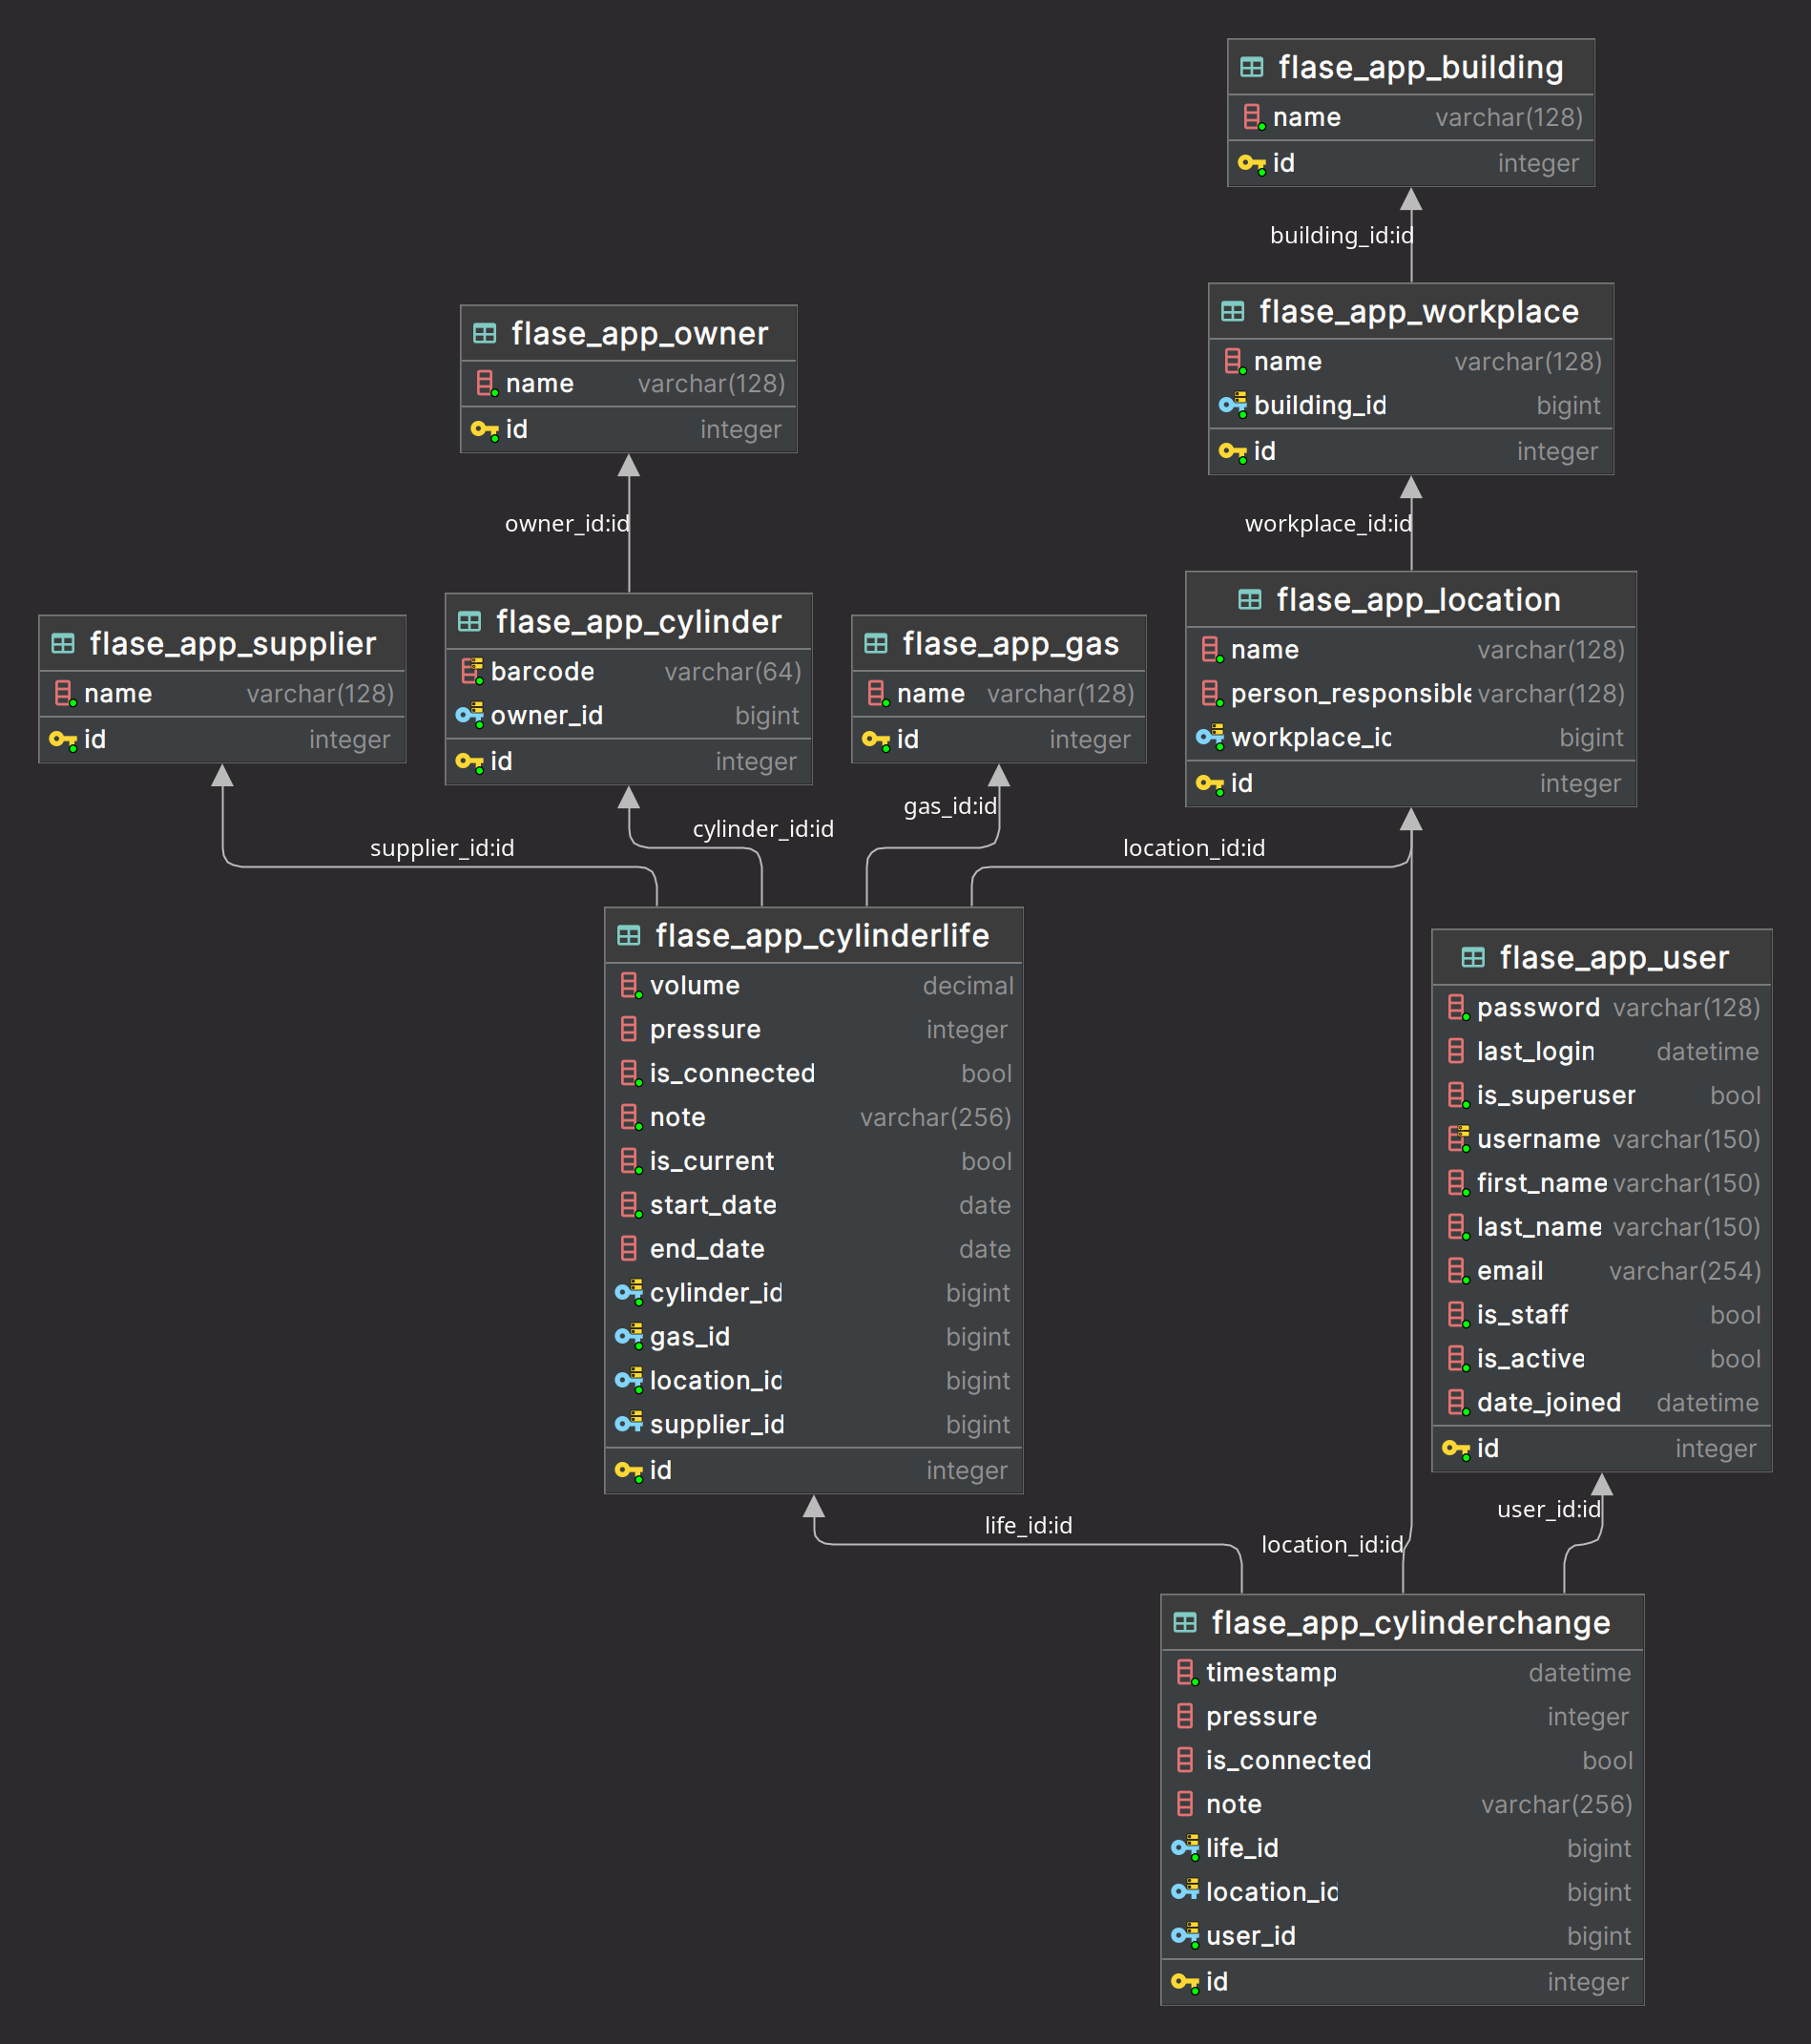 flase_app_building
name varchar(128)
id integer
building_id:id
flase_app_workplace
name varchar(128)
building_id bigint
id integer
workplace_id:id
flase_app_owner
name varchar(128)
id integer
owner_id:id
flase_app_supplier
name varchar(128)
id integer
flase_app_cylinder
barcode varchar(64)
owner_id bigint
id integer
flase_app_gas
name varchar(128)
id integer
flase_app_location
name varchar(128)
person_responsible varchar(128)
workplace_id bigint
id integer
supplier_id:id
cylinder_id:id
gas_id:id
location_id:id
flase_app_cylinderlife
volume decimal
pressure integer
is_connected bool
note varchar(256)
is_current bool
start_date date
end_date date
cylinder_id bigint
gas_id bigint
location_id bigint
supplier_id bigint
id integer
flase_app_user
password varchar(128)
last_login datetime
is_superuser bool
username varchar(150)
first_name varchar(150)
last_name varchar(150)
email varchar(254)
is_staff bool
is_active bool
date_joined datetime
id integer
life_id:id
location_id:id
user_id:id
flase_app_cylinderchange
timestamp datetime
pressure integer
is_connected bool
note varchar(256)
life_id bigint
location_id bigint
user_id bigint
id integer